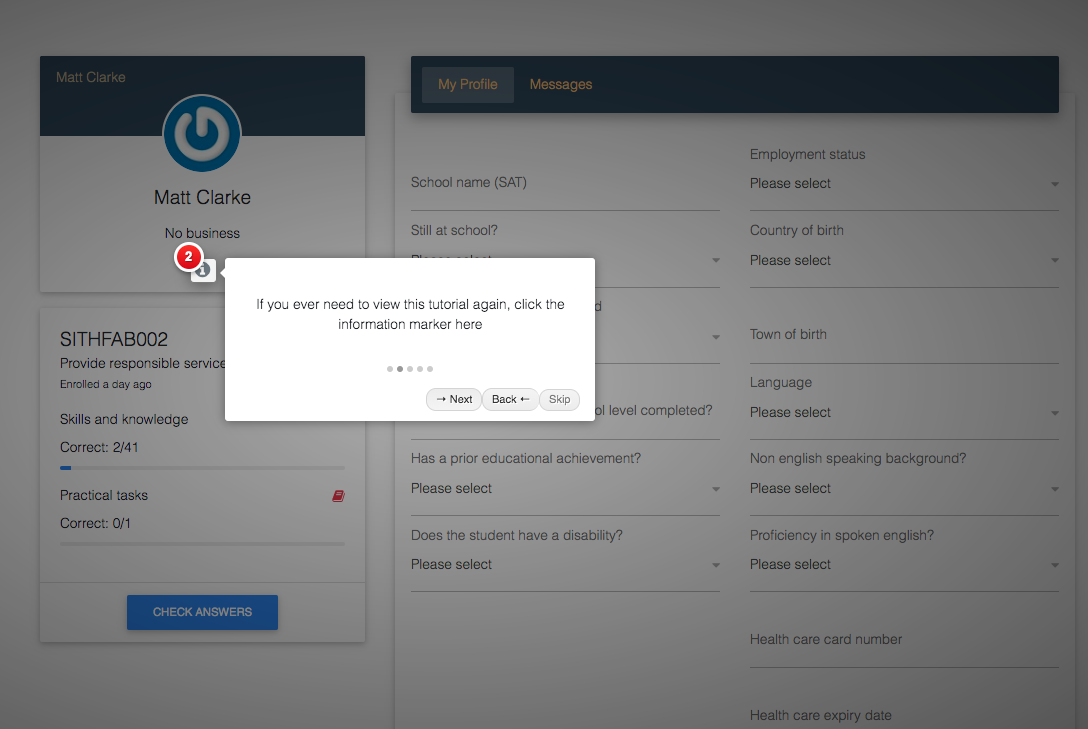 Matt Clarke
Matt Clarke
No business
2
SITHFAB002
Provide responsible service
Enrolled a day ago
Skills and knowledge
Correct: 2/41
Practical tasks
Correct: 0/1
CHECK ANSWERS
If you ever need to view this tutorial again, click the
information marker here
→ Next
Back ←
Skip
My Profile
Messages
School name (SAT)
Still at school?
d
ol level completed?
Has a prior educational achievement?
Please select
Does the student have a disability?
Please select
Employment status
Please select
Country of birth
Please select
Town of birth
Language
Please select
Non english speaking background?
Please select
Proficiency in spoken english?
Please select
Health care card number
Health care expiry date